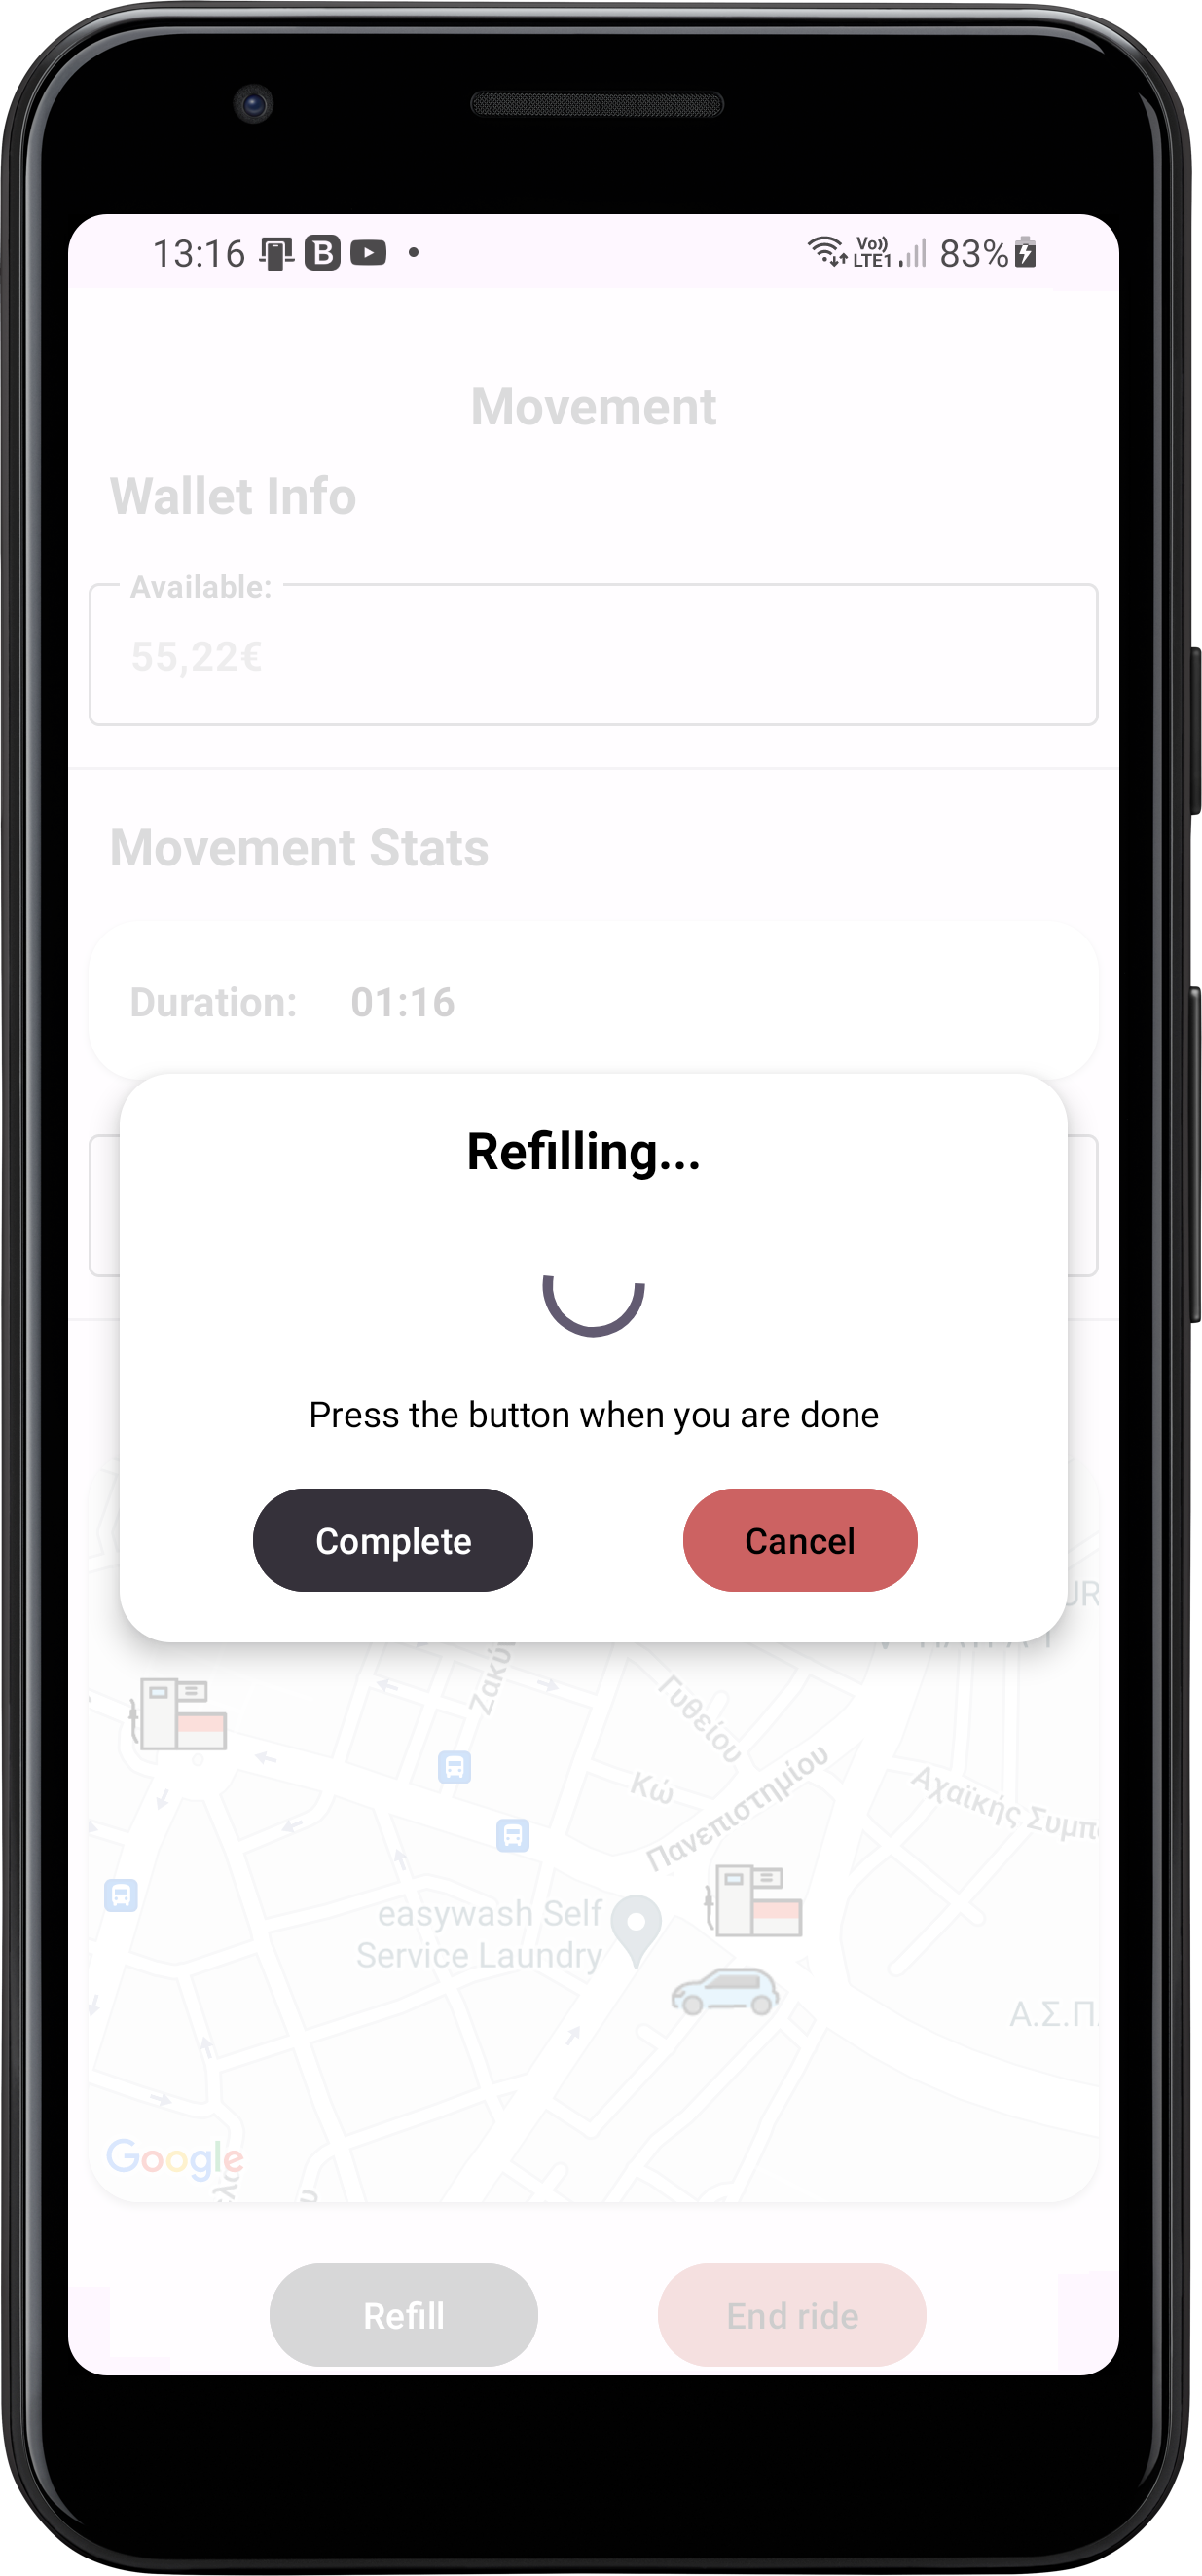 13:16 B
Vo)) LTE1 83%
Movement
Wallet Info
Available:
55,22€
Movement Stats
Duration: 01:16
Refilling...
Press the button when you are done
Complete Cancel
Ζακύ
Γυθείου
Κώ
Πανεπιστημίου
Αχαϊκής Συμπ
easywash Self
Service Laundry
Α.Σ.Π.
Google
Refill End ride